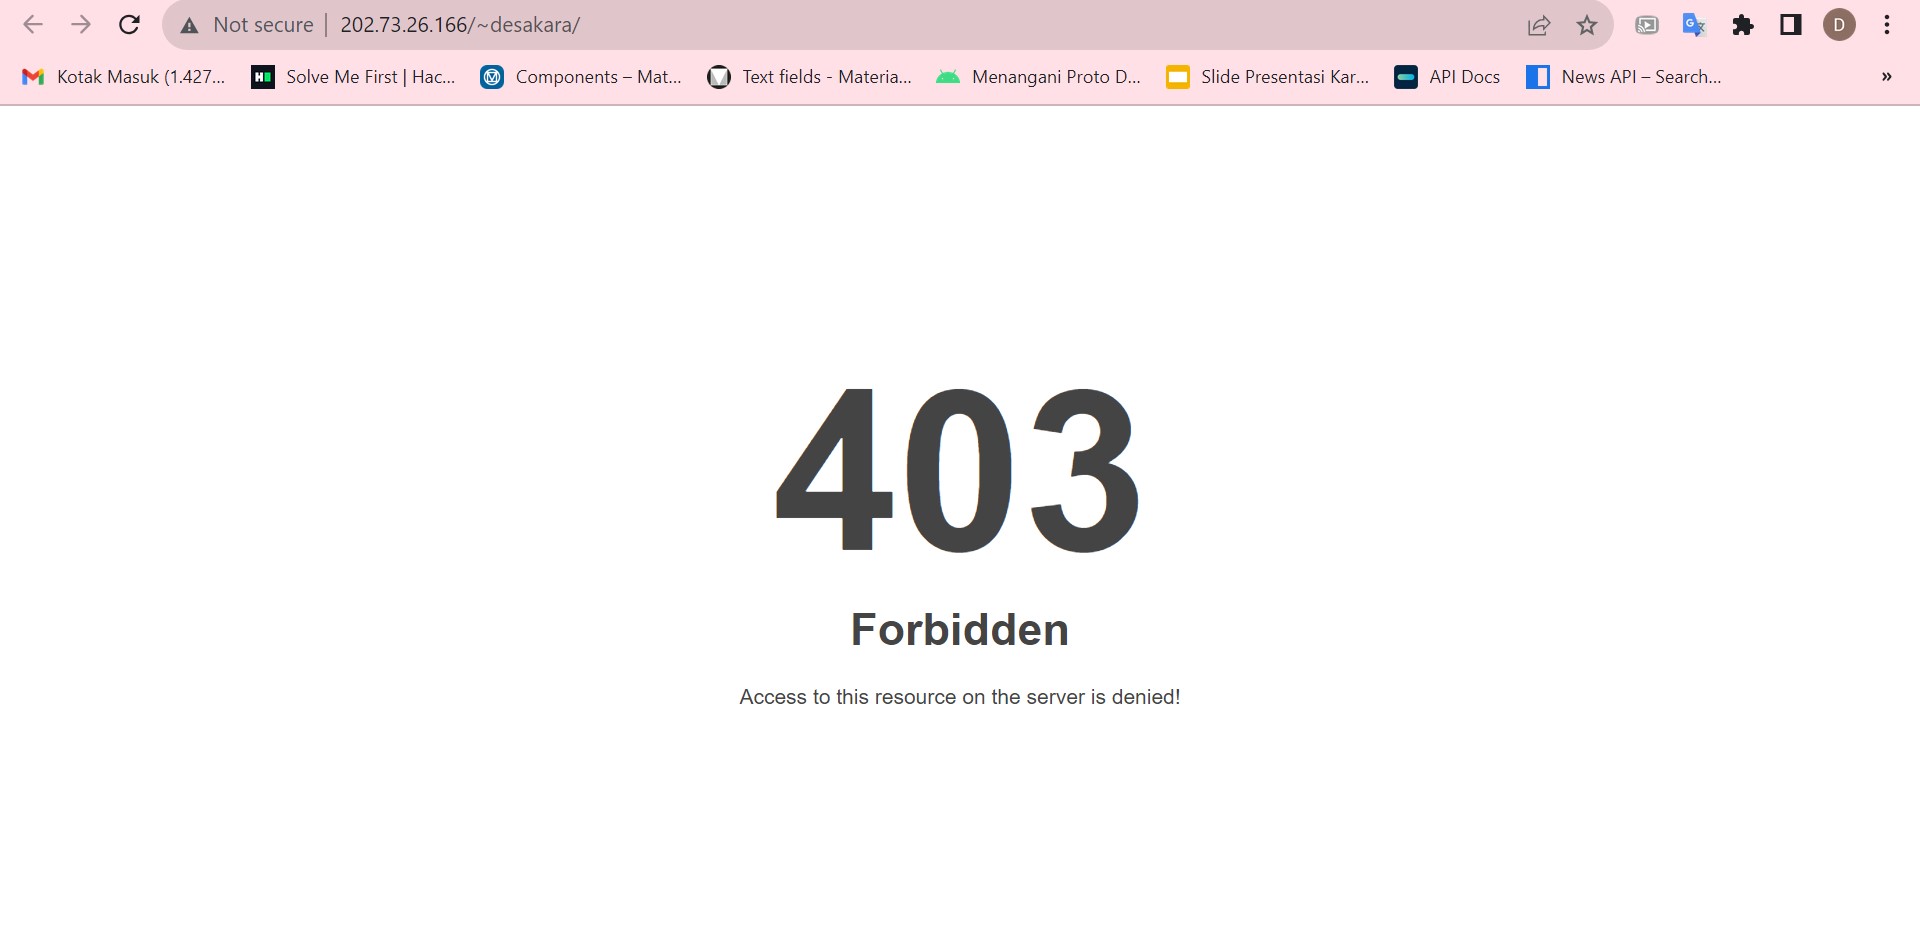 Not secure 202.73.26.166/~desakara/ D
Kotak Masuk (1.427... Solve Me First | Hac... Components – Mat... Text fields - Materia... Menangani Proto D... Slide Presentasi Kar... API Docs News API – Search... »
403
Forbidden
Access to this resource on the server is denied!